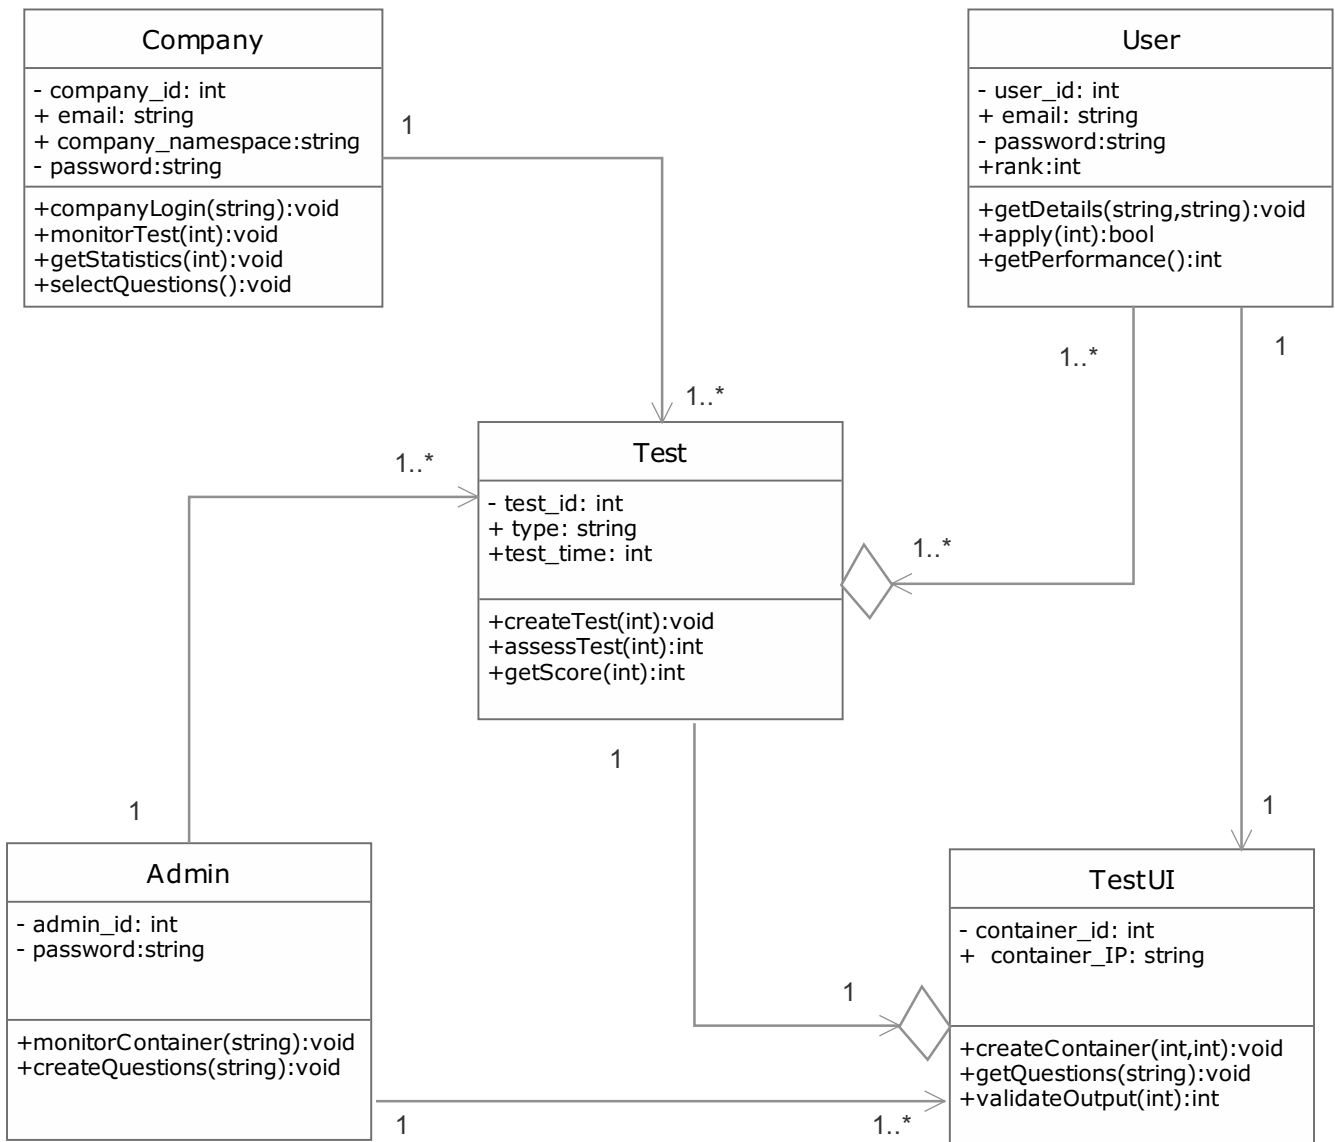 Company
- company_id: int
+ email: string
+ company_namespace:string
- password:string
+companyLogin(string):void
+monitorTest(int):void
+getStatistics(int):void
+selectQuestions():void
User
- user_id: int
+ email: string
- password:string
+rank:int
+getDetails(string,string):void
+apply(int):bool
+getPerformance():int
1
1..*
1..*
1
Test
- test_id: int
+ type: string
+test_time: int
+createTest(int):void
+assessTest(int):int
+getScore(int):int
1..*
1..*
1
1
1
Admin
- admin_id: int
- password:string
+monitorContainer(string):void
+createQuestions(string):void
TestUI
- container_id: int
+  container_IP: string
+createContainer(int,int):void
+getQuestions(string):void
+validateOutput(int):int
1
1
1..*